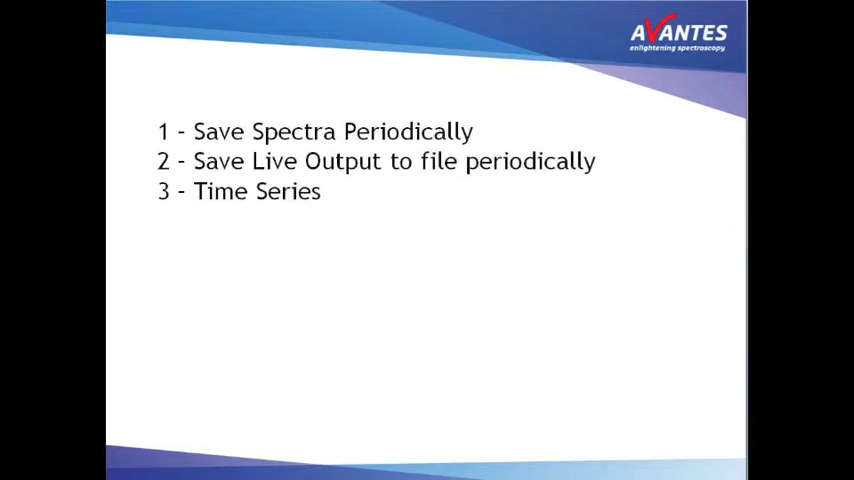 AVANTES
enlightening spectroscopy
1 - Save Spectra Periodically
2 - Save Live Output to file periodically
3 - Time Series